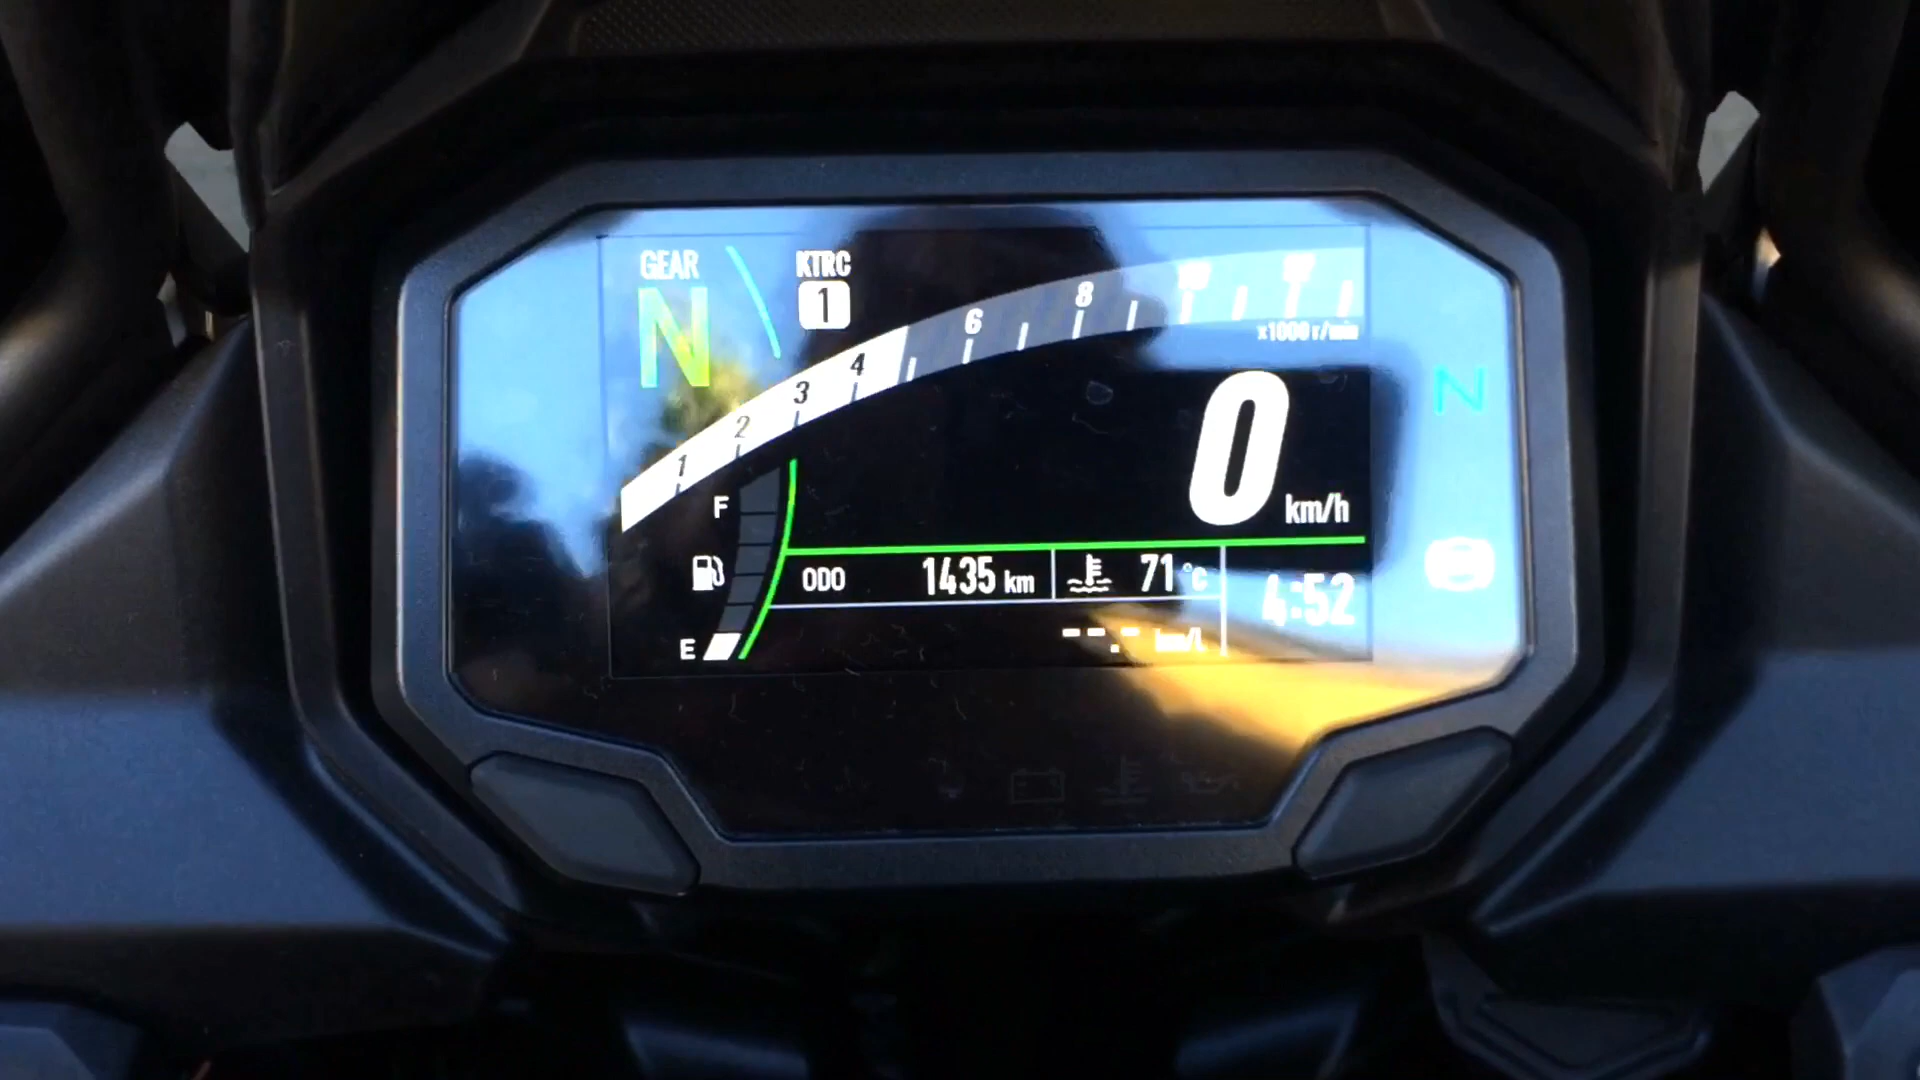 GEAR
N
KTRC
1
1 2 3 4 6 8
x1000 r/min
0 km/h
N
F
E
ODO 1435 km
71 °C
4:52
--.- km/L